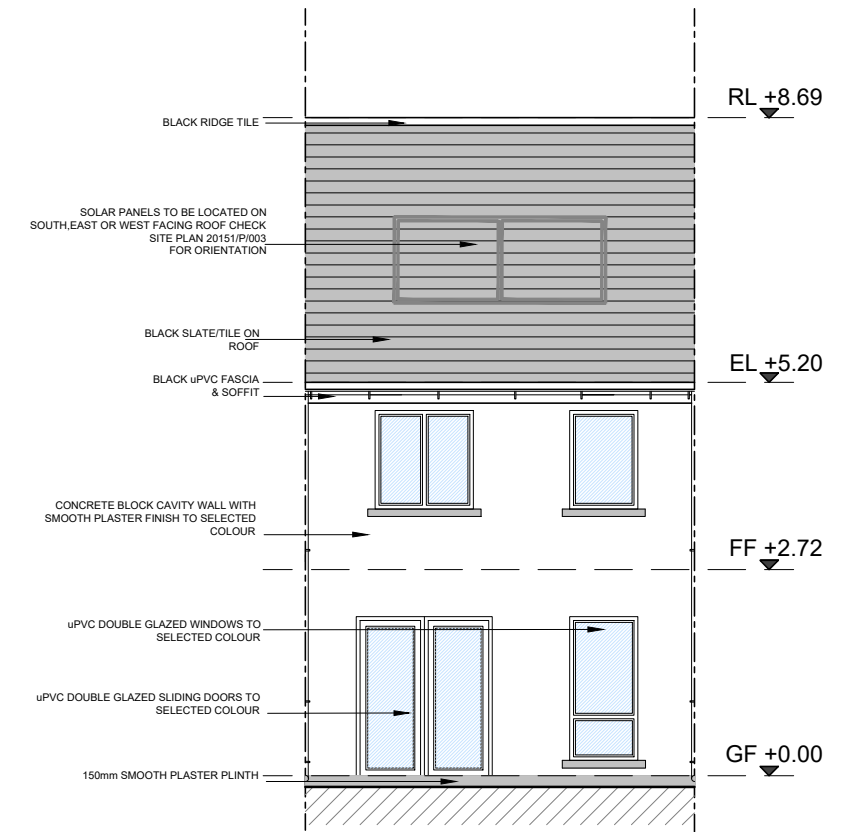 RL +8.69
BLACK RIDGE TILE
SOLAR PANELS TO BE LOCATED ON
SOUTH,EAST OR WEST FACING ROOF CHECK
SITE PLAN 20151/P/003
FOR ORIENTATION
BLACK SLATE/TILE ON
ROOF
EL +5.20
BLACK uPVC FASCIA
& SOFFIT
CONCRETE BLOCK CAVITY WALL WITH
SMOOTH PLASTER FINISH TO SELECTED
COLOUR
FF +2.72
uPVC DOUBLE GLAZED WINDOWS TO
SELECTED COLOUR
uPVC DOUBLE GLAZED SLIDING DOORS TO
SELECTED COLOUR
GF +0.00
150mm SMOOTH PLASTER PLINTH